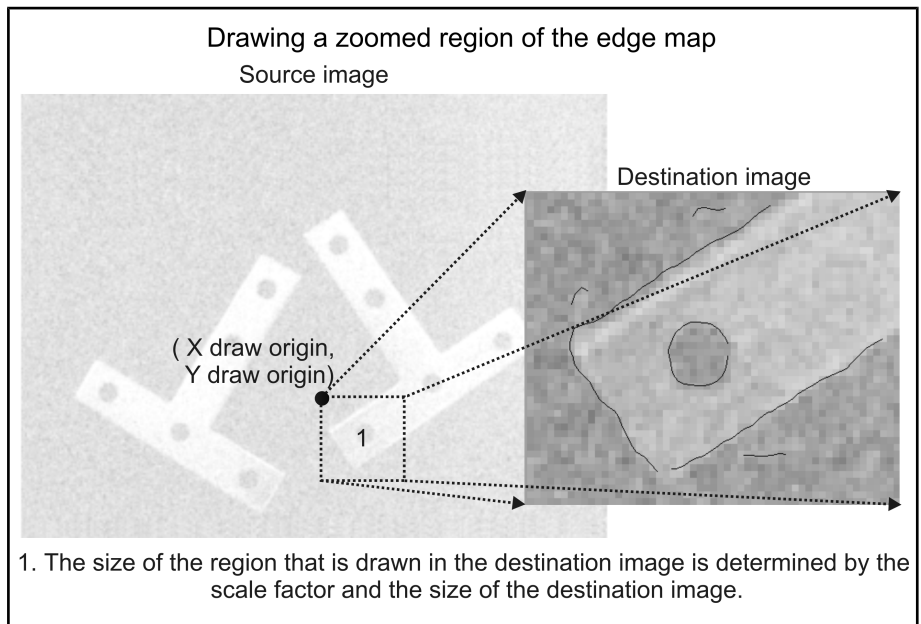 Drawing a zoomed region of the edge map
Source image
Destination image
( X draw origin,
Y draw origin)
1
1. The size of the region that is drawn in the destination image is determined by the
scale factor and the size of the destination image.